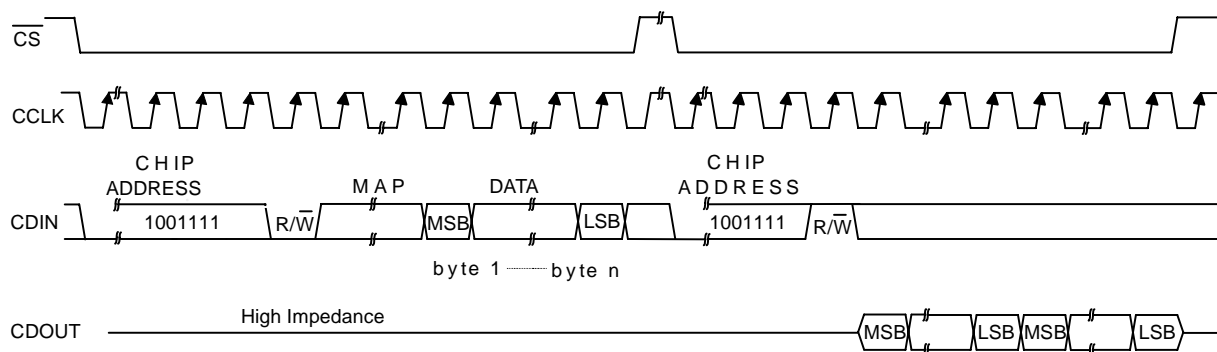 CS
CCLK
CHIP
ADDRESS
MAP
DATA
CHIP
ADDRESS
CDIN
1001111
R/W
MSB
LSB
1001111
R/W
byte 1
byte n
High Impedance
CDOUT
MSB
LSB
MSB
LSB